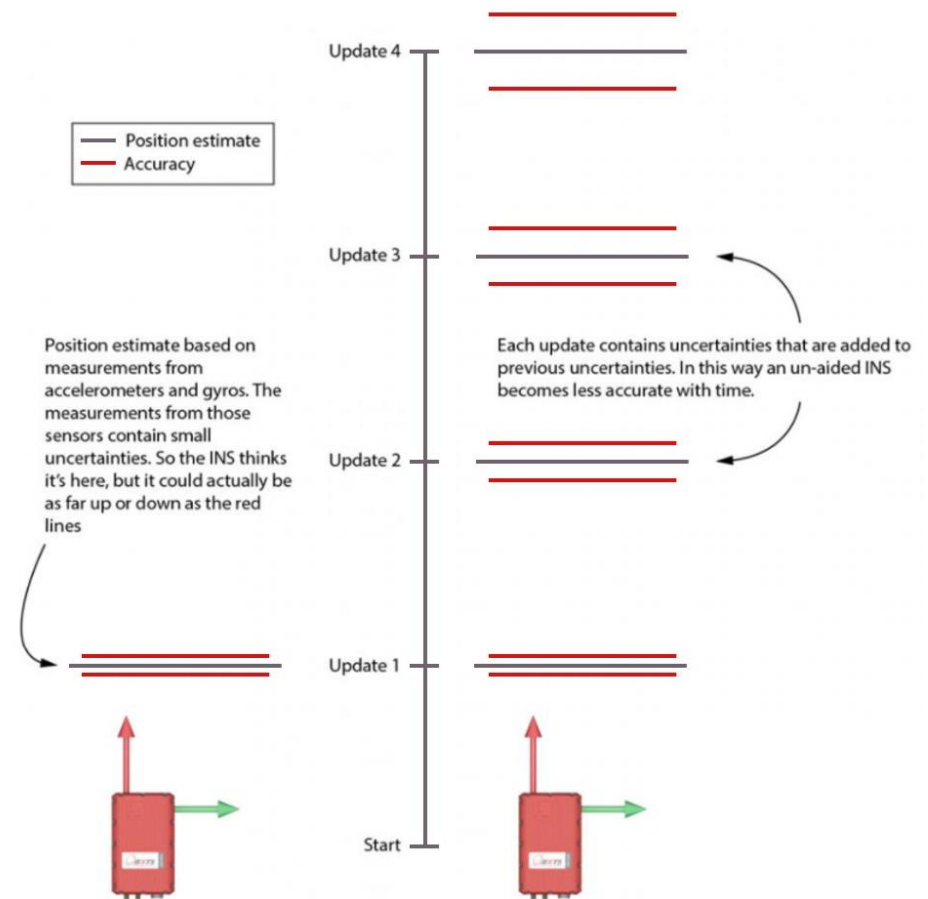 Update 4
Position estimate
Accuracy
Update 3
Position estimate based on
measurements from
accelerometers and gyros. The
measurements from those
sensors contain small
uncertainties. So the INS thinks
it's here, but it could actually be
as far up or down as the red
lines
Each update contains uncertainties that are added to
previous uncertainties. In this way an un-aided INS
becomes less accurate with time.
Update 2
Update 1
Start